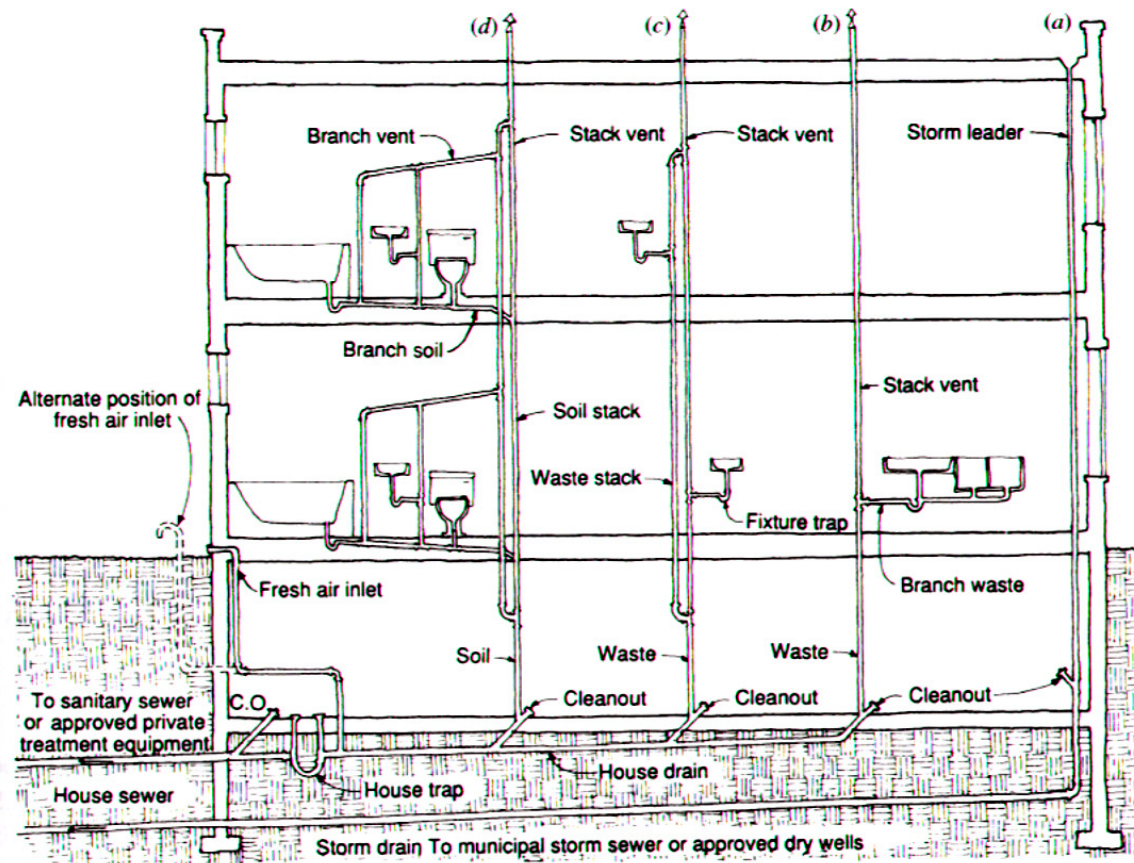 (d)
(c)
(b)
(a)
Branch vent
Stack vent
Stack vent
Storm leader
Branch soil
Alternate position of
fresh air inlet
Soil stack
Stack vent
Waste stack
Fixture trap
Fresh air inlet
Branch waste
Soil
Waste
Waste
To sanitary sewer
or approved private
treatment equipment
C.O.
Cleanout
Cleanout
Cleanout
House drain
House trap
House sewer
Storm drain To municipal storm sewer or approved dry wells